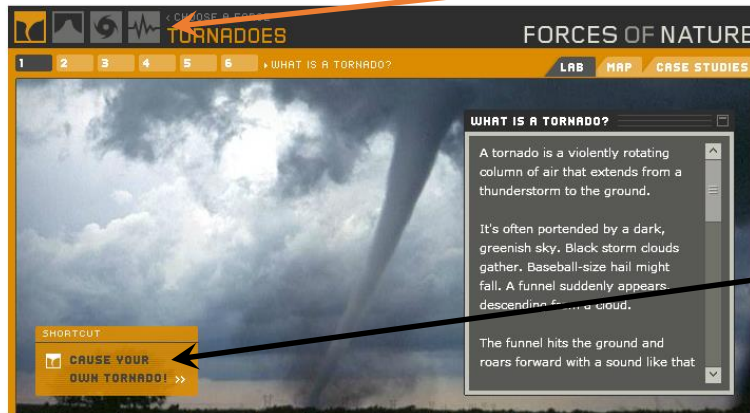 < CHOOSE A FORCE
TORNADOES
FORCES OF NATURE
1 2 3 4 5 6 ▸ WHAT IS A TORNADO?
LAB MAP CASE STUDIES
WHAT IS A TORNADO?
A tornado is a violently rotating
column of air that extends from a
thunderstorm to the ground.
It's often portended by a dark,
greenish sky. Black storm clouds
gather. Baseball-size hail might
fall. A funnel suddenly appears,
descending from a cloud.
The funnel hits the ground and
roars forward with a sound like that
SHORTCUT
CAUSE YOUR
OWN TORNADO! >>